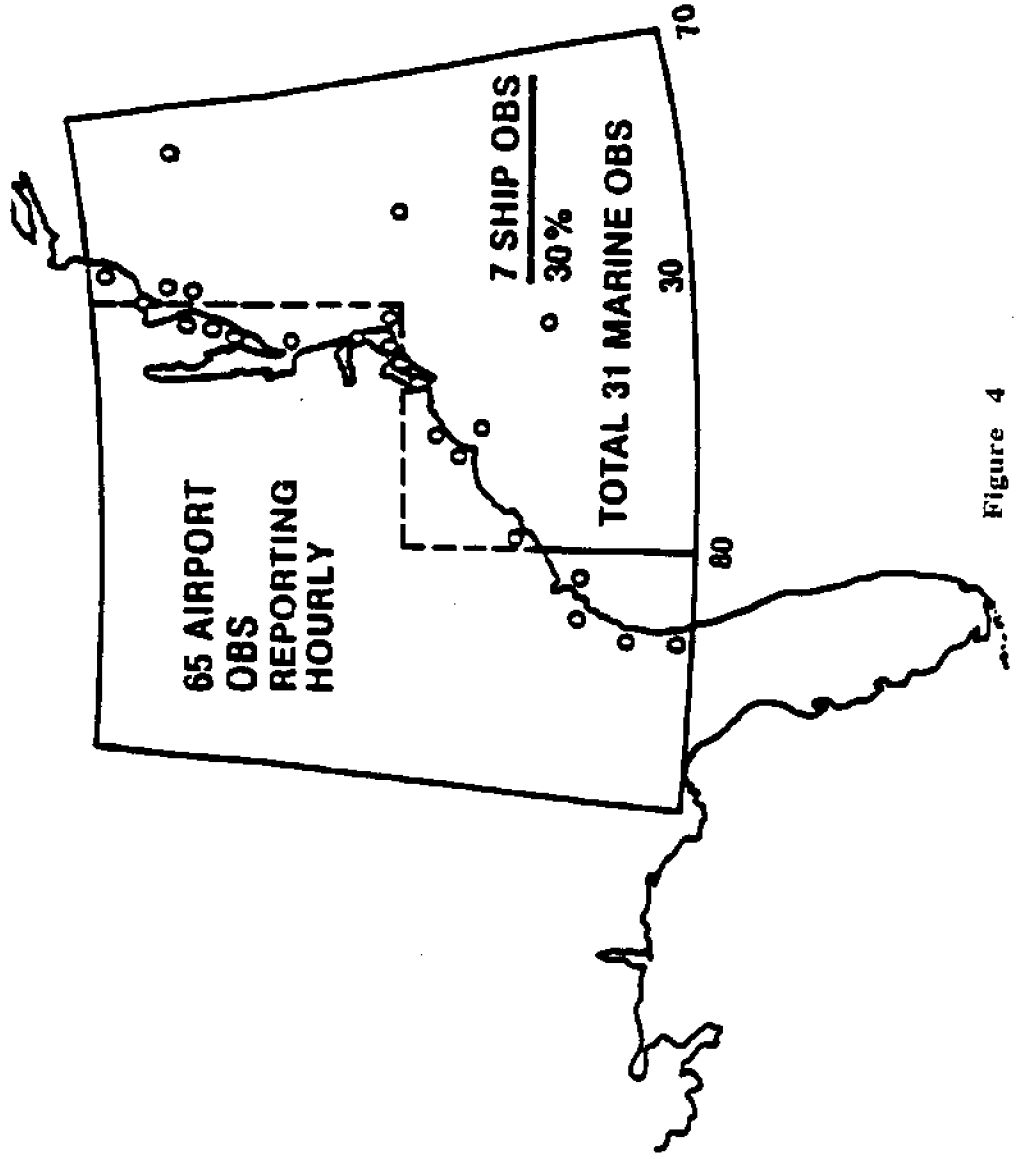 65 AIRPORT
OBS
REPORTING
HOURLY
7 SHIP OBS
30%
TOTAL 31 MARINE OBS
80
30
70
Figure 4